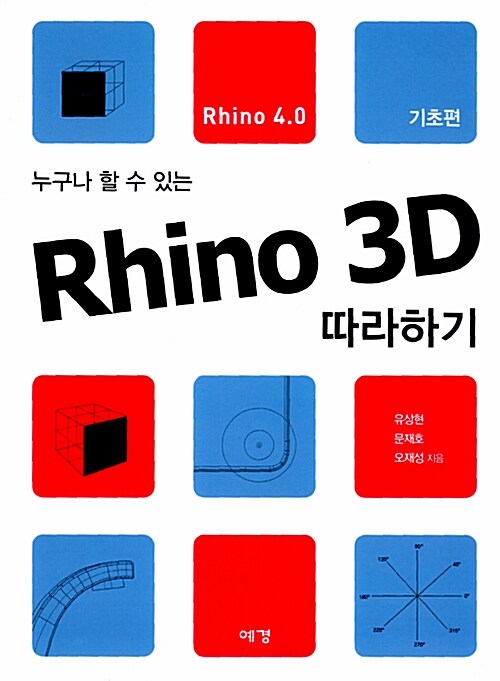 Rhino 4.0
기초편
누구나 할 수 있는
Rhino 3D
따라하기
유상현
문재호
오재성 지음
90°
135°
45°
180°
0°
225°
315°
270°
예경